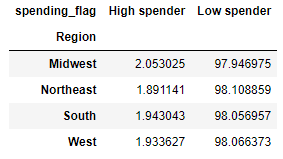 spending_flag High spender Low spender
Region
Midwest 2.053025 97.946975
Northeast 1.891141 98.108859
South 1.943043 98.056957
West 1.933627 98.066373